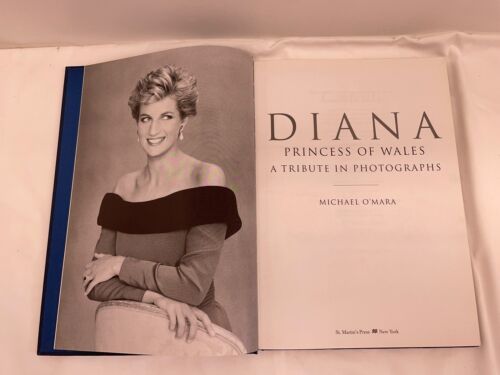 DIANA
PRINCESS OF WALES
A TRIBUTE IN PHOTOGRAPHS
MICHAEL O'MARA
St. Martin's Press New York